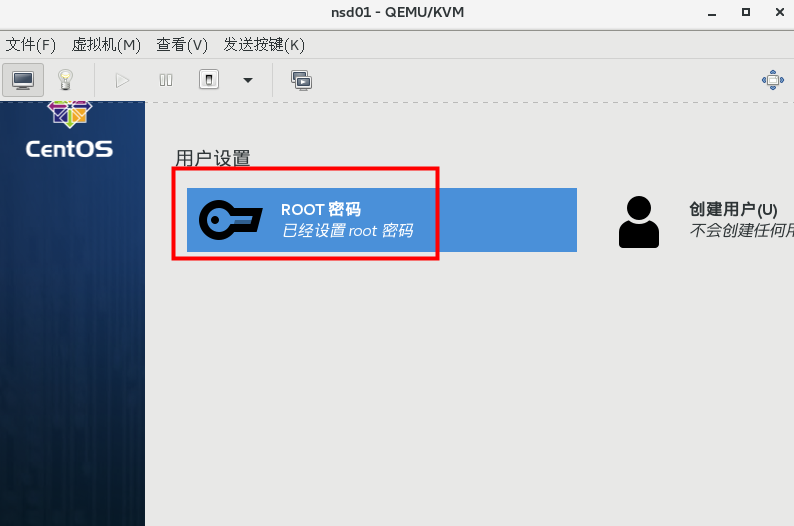 nsd01 - QEMU/KVM
文件(F) 虚拟机(M) 查看(V) 发送按键(K)
CentOS
用户设置
ROOT 密码
已经设置 root 密码
创建用户(U)
不会创建任何用